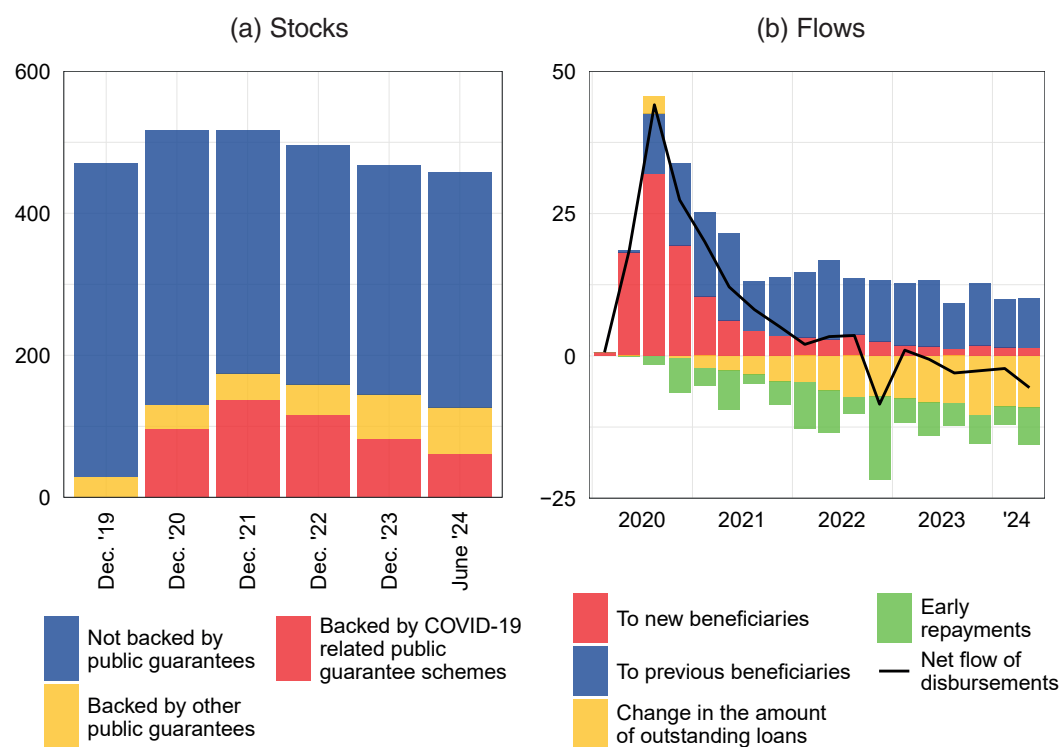 (a) Stocks
600
400
200
0
Dec. '19
Dec. '20
Dec. '21
Dec. '22
Dec. '23
June '24
Not backed by
public guarantees
Backed by other
public guarantees
Backed by COVID-19
related public
guarantee schemes
(b) Flows
50
25
0
−25
2020
2021
2022
2023
'24
To new beneficiaries
To previous beneficiaries
Change in the amount
of outstanding loans
Early
repayments
Net flow of
disbursements